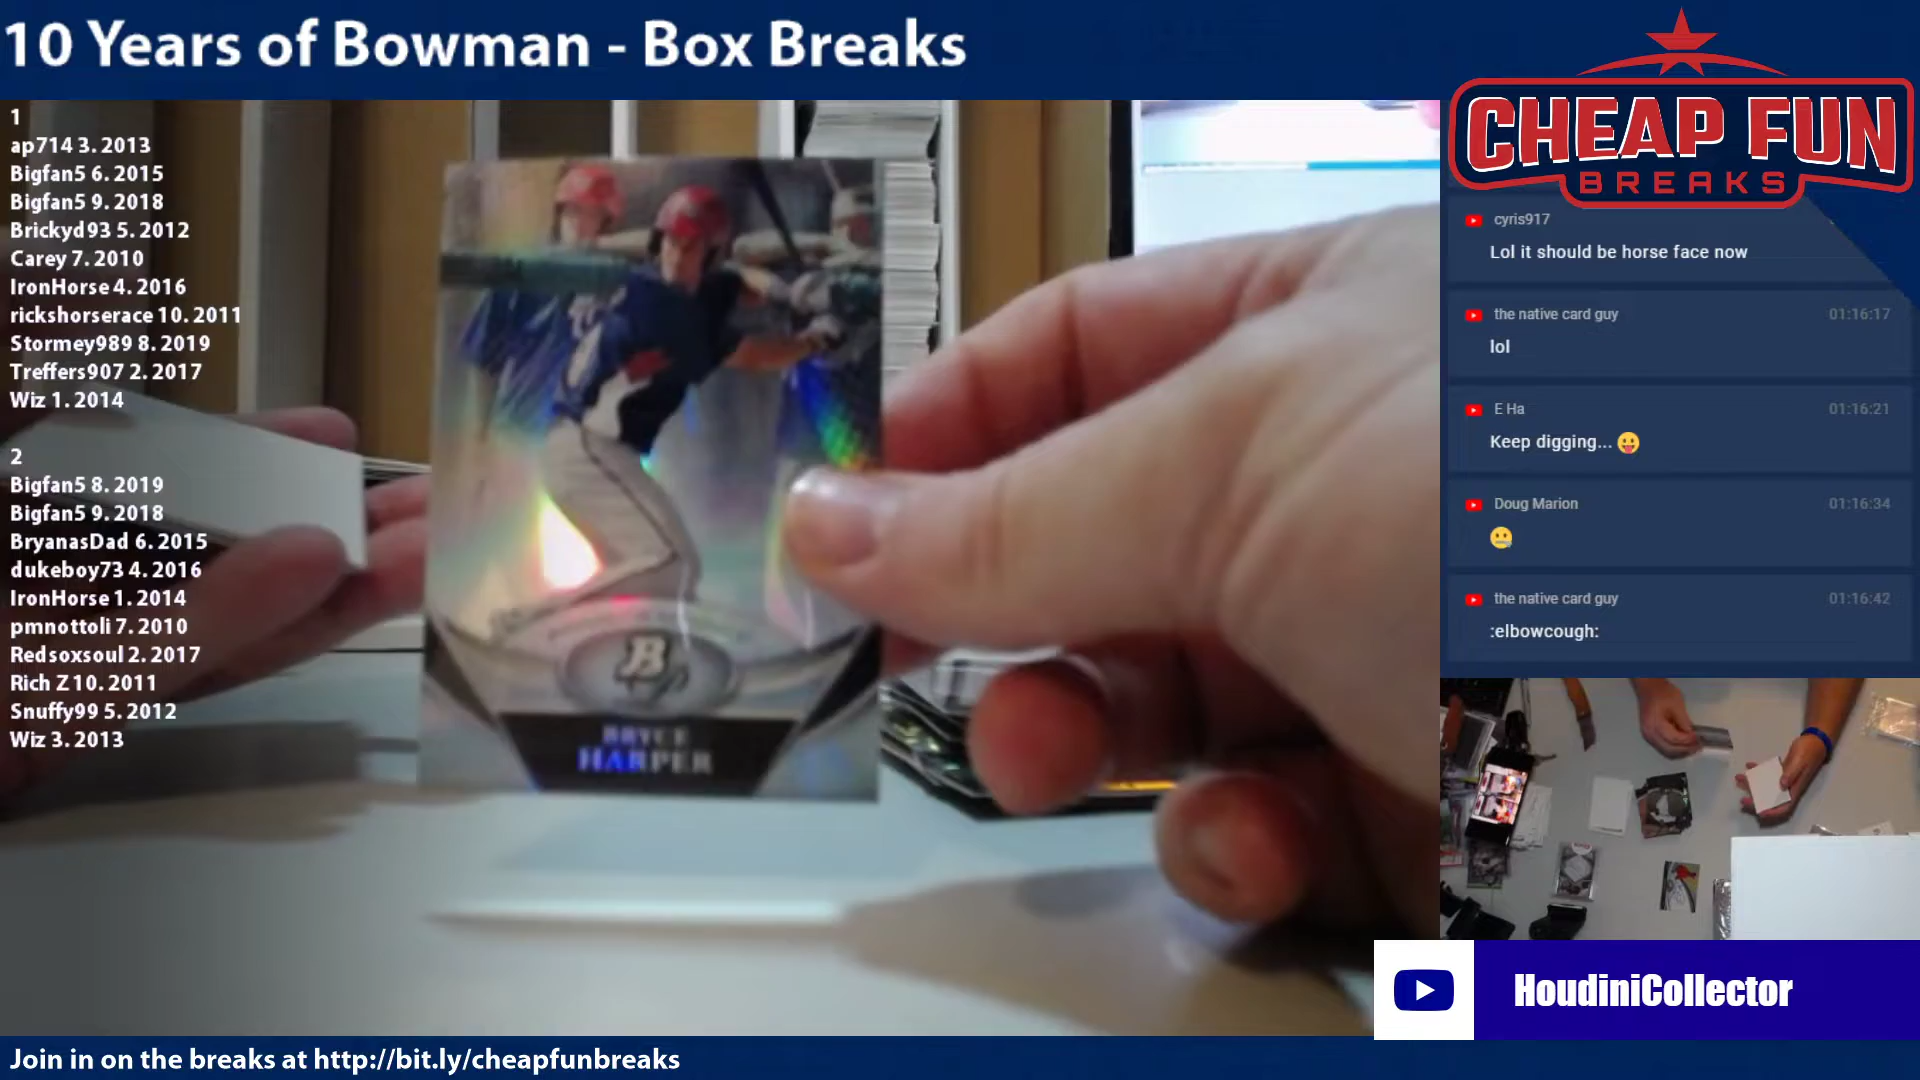 10 Years of Bowman - Box Breaks
CHEAP FUN
BREAKS
1
ap714 3. 2013
Bigfan5 6. 2015
Bigfan5 9. 2018
Brickyd93 5. 2012
Carey 7. 2010
IronHorse 4. 2016
rickshorserace 10. 2011
Stormey989 8. 2019
Treffers907 2. 2017
Wiz 1. 2014
2
Bigfan5 8. 2019
Bigfan5 9. 2018
BryanasDad 6. 2015
dukeboy73 4. 2016
IronHorse 1. 2014
pmnottoli 7. 2010
Redsoxsoul 2. 2017
Rich Z 10. 2011
Snuffy99 5. 2012
Wiz 3. 2013
B
BRYCE
HARPER
cyris917
Lol it should be horse face now
the native card guy 01:16:17
lol
E Ha 01:16:21
Keep digging... 😛
Doug Marion 01:16:34
🤐
the native card guy 01:16:42
:elbowcough:
HoudiniCollector
Join in on the breaks at http://bit.ly/cheapfunbreaks